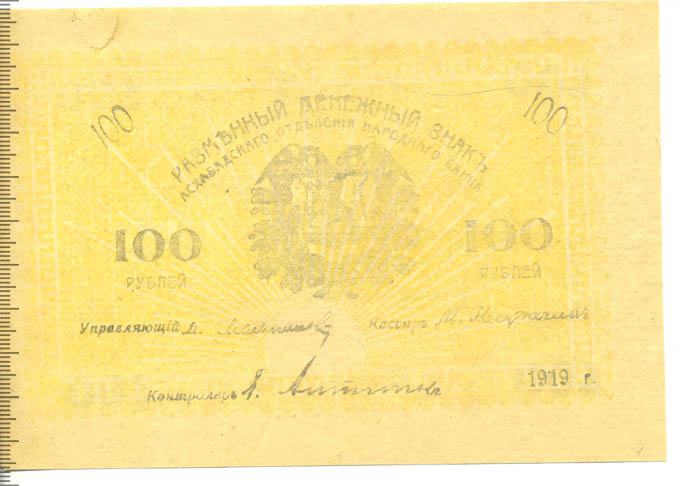 100 100
РАЗМѢННЫЙ ДЕНЕЖНЫЙ ЗНАКЪ
АСХАБАДСКАГО ОТДѢЛЕНІЯ НАРОДНАГО БАНКА
100 100
РУБЛЕЙ РУБЛЕЙ
Управляющій Кассиръ
Контролеръ
1919 г.